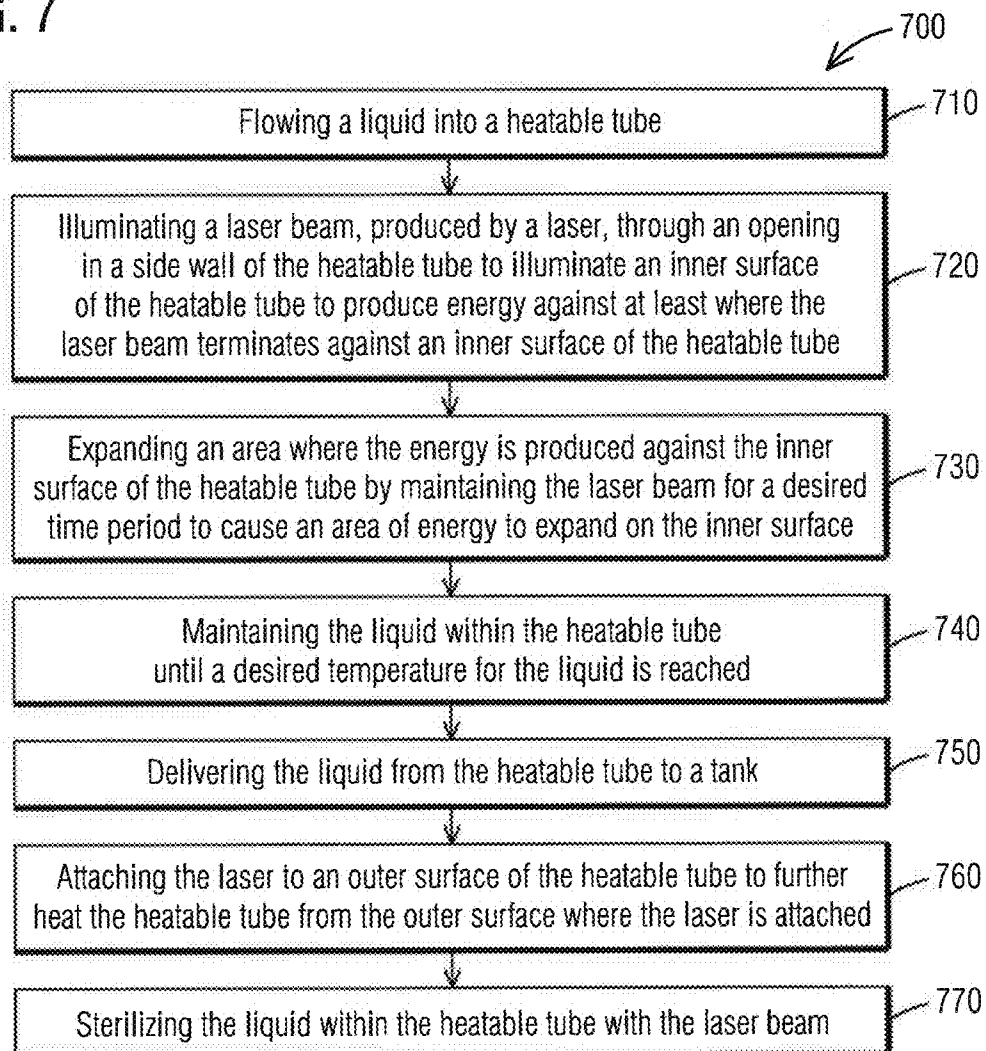 . 7
700
Flowing a liquid into a heatable tube
710
Illuminating a laser beam, produced by a laser, through an opening
in a side wall of the heatable tube to illuminate an inner surface
of the heatable tube to produce energy against at least where the
laser beam terminates against an inner surface of the heatable tube
720
Expanding an area where the energy is produced against the inner
surface of the heatable tube by maintaining the laser beam for a desired
time period to cause an area of energy to expand on the inner surface
730
Maintaining the liquid within the heatable tube
until a desired temperature for the liquid is reached
740
Delivering the liquid from the heatable tube to a tank
750
Attaching the laser to an outer surface of the heatable tube to further
heat the heatable tube from the outer surface where the laser is attached
760
Sterilizing the liquid within the heatable tube with the laser beam
770